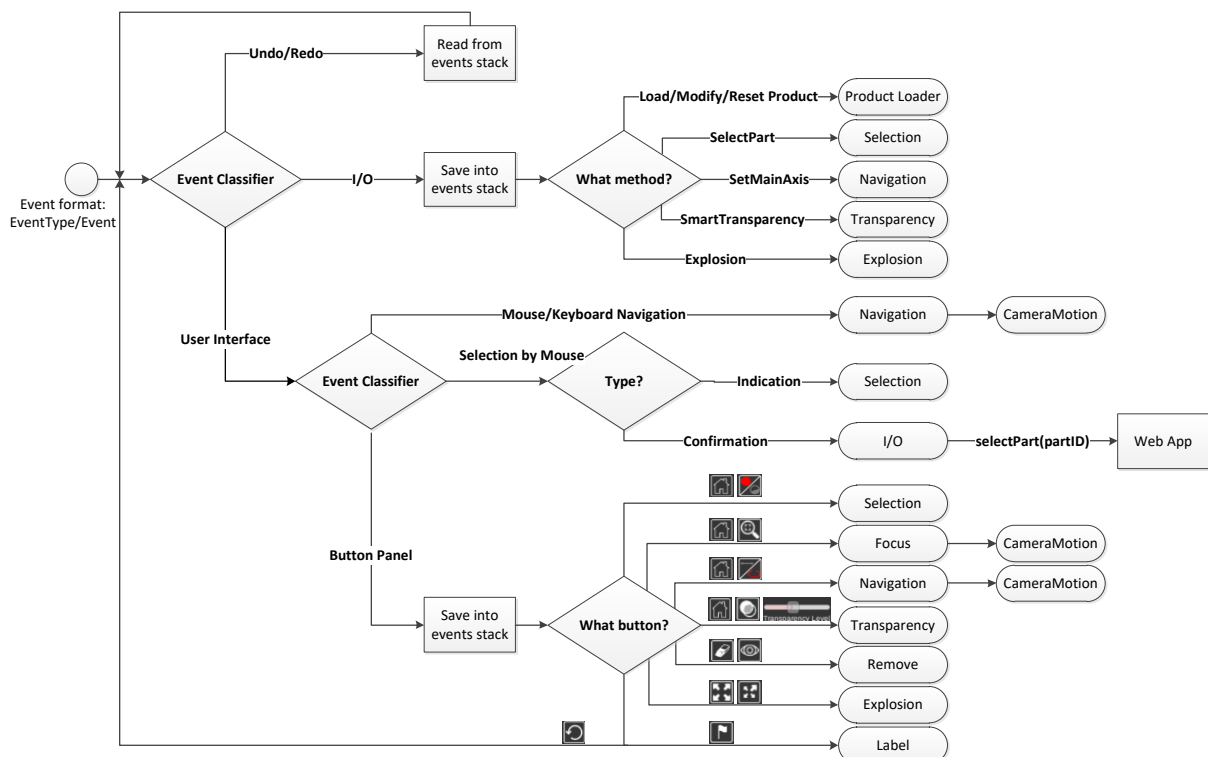 Undo/Redo
Read from
events stack
Load/Modify/Reset Product
Product Loader
SelectPart
Selection
Event Classifier
I/O
Save into
events stack
What method?
SetMainAxis
Navigation
Event format:
EventType/Event
SmartTransparency
Transparency
Explosion
Explosion
Mouse/Keyboard Navigation
Navigation
CameraMotion
User Interface
Selection by Mouse
Event Classifier
Type?
Indication
Selection
Confirmation
I/O
selectPart(partID)
Web App
Selection
Button Panel
Focus
CameraMotion
Navigation
CameraMotion
Save into
events stack
What button?
Transparency Level
Transparency
Remove
Explosion
Label